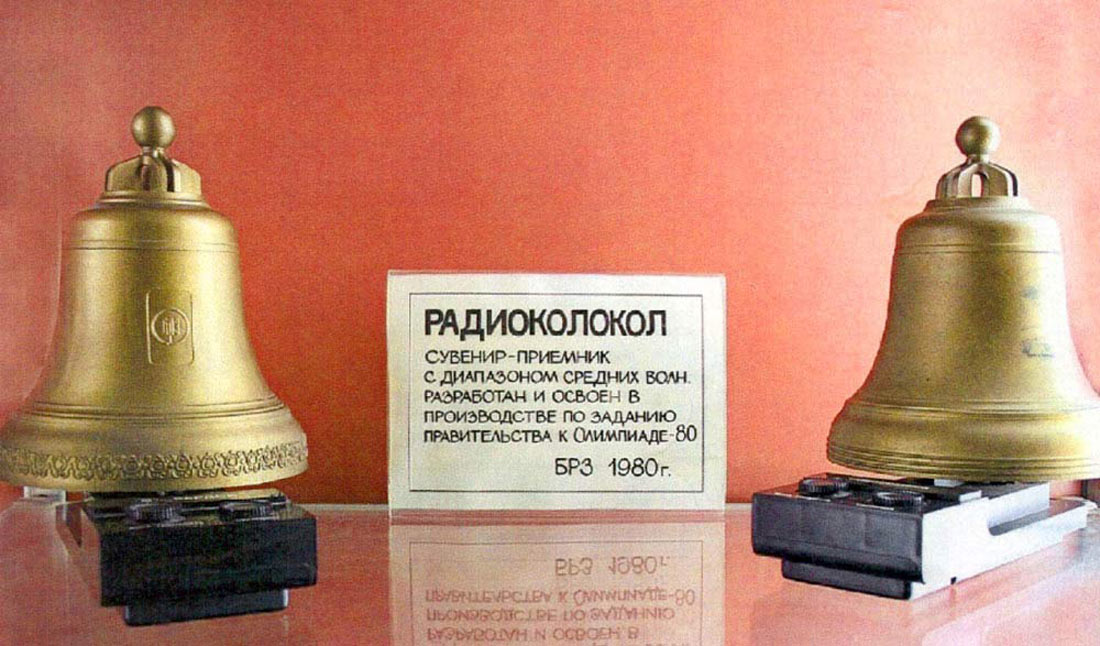 РАДИОКОЛОКОЛ
СУВЕНИР-ПРИЕМНИК
С ДИАПАЗОНОМ СРЕДНИХ ВОЛН.
РАЗРАБОТАН И ОСВОЕН В
ПРОИЗВОДСТВЕ ПО ЗАДАНИЮ
ПРАВИТЕЛЬСТВА К ОЛИМПИАДЕ-80
БРЗ 1980г.